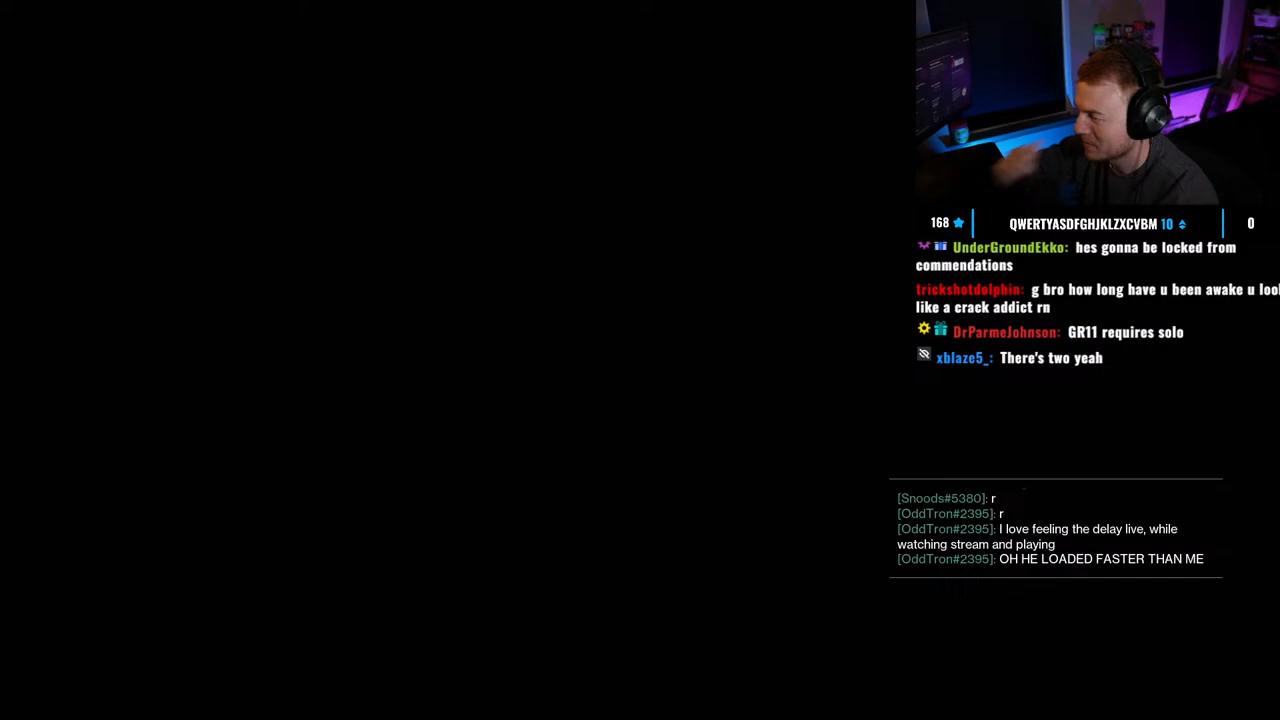 168
QWERTYASDFGHJKLZXCVBM 10
0
UnderGroundEkko: hes gonna be locked from
commendations
trickshotdolphin: g bro how long have u been awake u loo
like a crack addict rn
DrParmeJohnson: GR11 requires solo
xblaze5_: There's two yeah
[Snoods#5380]: r
[OddTron#2395]: r
[OddTron#2395]: I love feeling the delay live, while
watching stream and playing
[OddTron#2395]: OH HE LOADED FASTER THAN ME